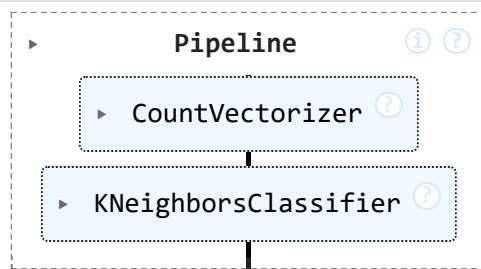 Pipeline i ?
CountVectorizer ?
KNeighborsClassifier ?